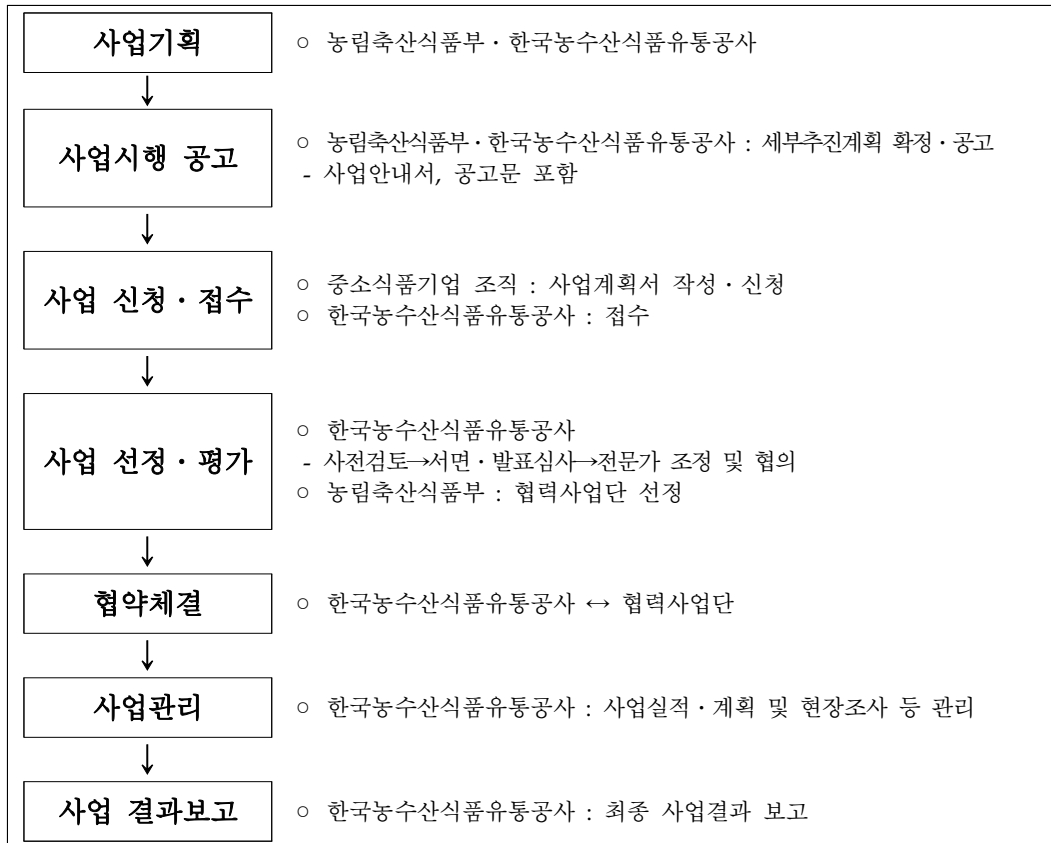 사업기획
○ 농림축산식품부·한국농수산식품유통공사
↓
사업시행 공고
○ 농림축산식품부·한국농수산식품유통공사 : 세부추진계획 확정·공고
- 사업안내서, 공고문 포함
↓
사업 신청·접수
○ 중소식품기업 조직 : 사업계획서 작성·신청
○ 한국농수산식품유통공사 : 접수
↓
사업 선정·평가
○ 한국농수산식품유통공사
- 사전검토→서면·발표심사→전문가 조정 및 협의
○ 농림축산식품부 : 협력사업단 선정
↓
협약체결
○ 한국농수산식품유통공사 ↔ 협력사업단
↓
사업관리
○ 한국농수산식품유통공사 : 사업실적·계획 및 현장조사 등 관리
↓
사업 결과보고
○ 한국농수산식품유통공사 : 최종 사업결과 보고